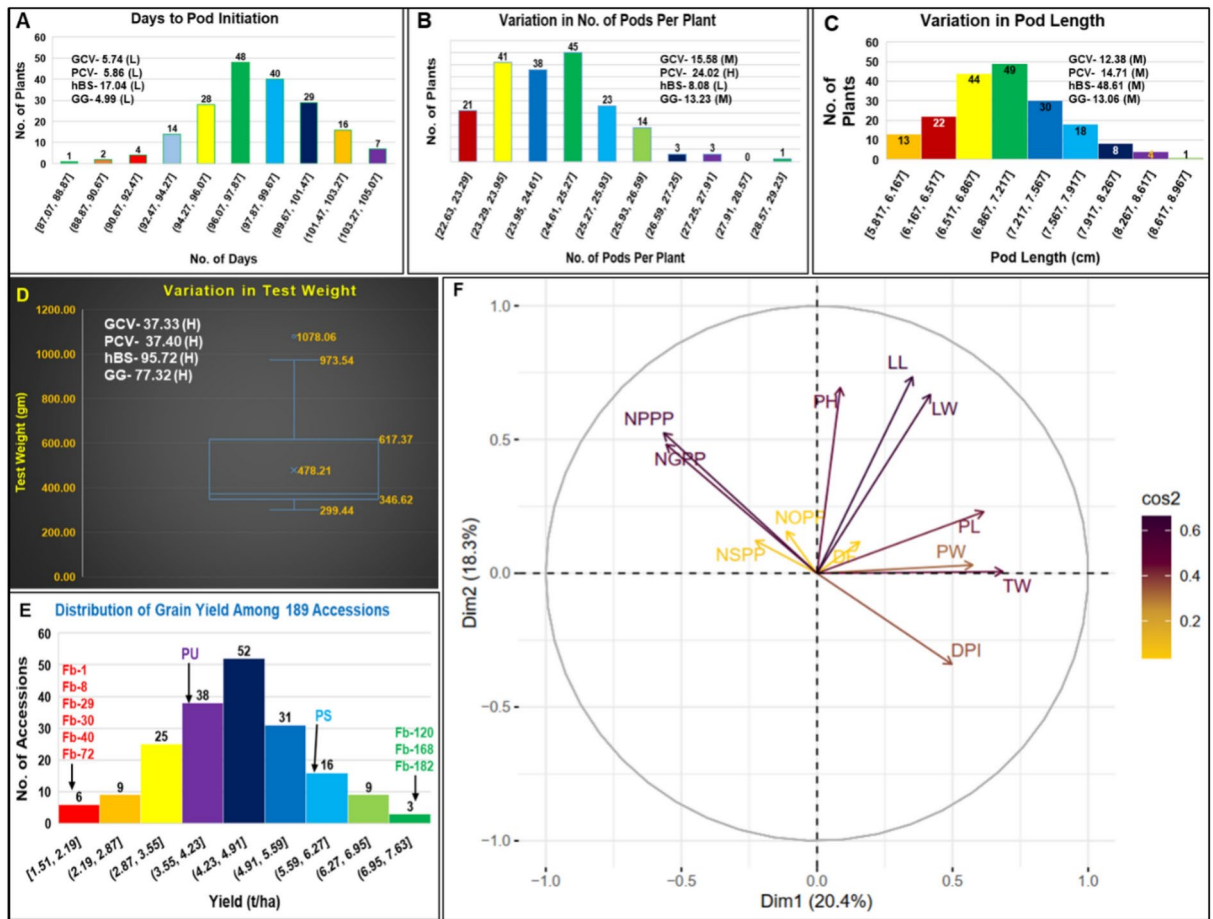 A
Days to Pod Initiation
No. of Plants
60
50
40
30
20
10
0
GCV- 5.74 (L)
PCV- 5.86 (L)
hBS- 17.04 (L)
GG- 4.99 (L)
1
2
4
14
28
48
40
29
16
7
[87.07, 88.87]
(88.87, 90.67]
(90.67, 92.47]
(92.47, 94.27]
(94.27, 96.07]
(96.07, 97.87]
(97.87, 99.67]
(99.67, 101.47]
(101.47, 103.27]
(103.27, 105.07]
No. of Days
B
Variation in No. of Pods Per Plant
No. of Plants
GCV- 15.58 (M)
PCV- 24.02 (H)
hBS- 8.08 (L)
GG- 13.23 (M)
21
41
38
45
23
14
3
3
0
1
[22.63, 23.29]
(23.29, 23.95]
(23.95, 24.61]
(24.61, 25.27]
(25.27, 25.93]
(25.93, 26.59]
(26.59, 27.25]
(27.25, 27.91]
(27.91, 28.57]
(28.57, 29.23]
No. of Pods Per Plant
C
Variation in Pod Length
No. of
Plants
60
50
40
30
20
10
0
GCV- 12.38 (M)
PCV- 14.71 (M)
hBS- 48.61 (M)
GG- 13.06 (M)
13
22
44
49
30
18
8
4
1
[5.817, 6.167]
(6.167, 6.517]
(6.517, 6.867]
(6.867, 7.217]
(7.217, 7.567]
(7.567, 7.917]
(7.917, 8.267]
(8.267, 8.617]
(8.617, 8.967]
Pod Length (cm)
D
Variation in Test Weight
Test Weight (gm)
1200.00
1000.00
800.00
600.00
400.00
200.00
0.00
GCV- 37.33 (H)
PCV- 37.40 (H)
hBS- 95.72 (H)
GG- 77.32 (H)
1078.06
973.54
617.37
478.21
346.62
299.44
E
Distribution of Grain Yield Among 189 Accessions
No. of Accessions
60
50
40
30
20
10
0
Fb-1
Fb-8
Fb-29
Fb-30
Fb-40
Fb-72
PU
PS
Fb-120
Fb-168
Fb-182
6
9
25
38
52
31
16
9
3
[1.51, 2.19]
(2.19, 2.87]
(2.87, 3.55]
(3.55, 4.23]
(4.23, 4.91]
(4.91, 5.59]
(5.59, 6.27]
(6.27, 6.95]
(6.95, 7.63]
Yield (t/ha)
F
Dim2 (18.3%)
1.0
0.5
0.0
−0.5
−1.0
LL
PH
LW
NPPP
NGPP
NOPP
NSPP
DF
PL
PW
TW
DPI
−1.0
−0.5
0.0
0.5
1.0
Dim1 (20.4%)
cos2
0.6
0.4
0.2